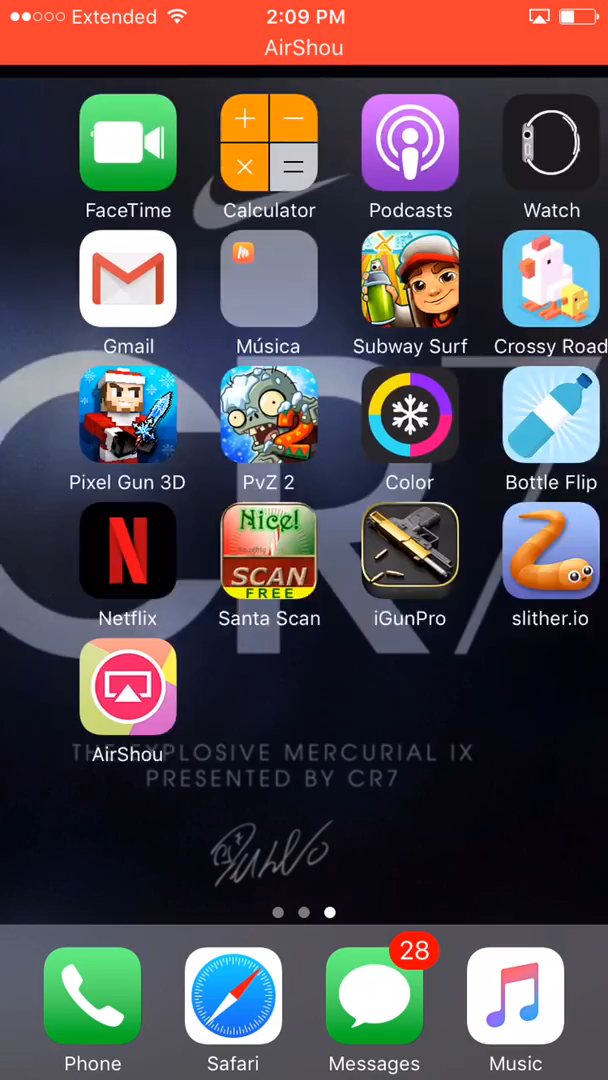 Extended 2:09 PM
AirShou
FaceTime Calculator Podcasts Watch
Gmail Música Subway Surf Crossy Road
Pixel Gun 3D PvZ 2 Color Bottle Flip
Nice!
SCAN
FREE
Netflix Santa Scan iGunPro slither.io
CR7
AirShou
THE EXPLOSIVE MERCURIAL IX
PRESENTED BY CR7
28
Phone Safari Messages Music